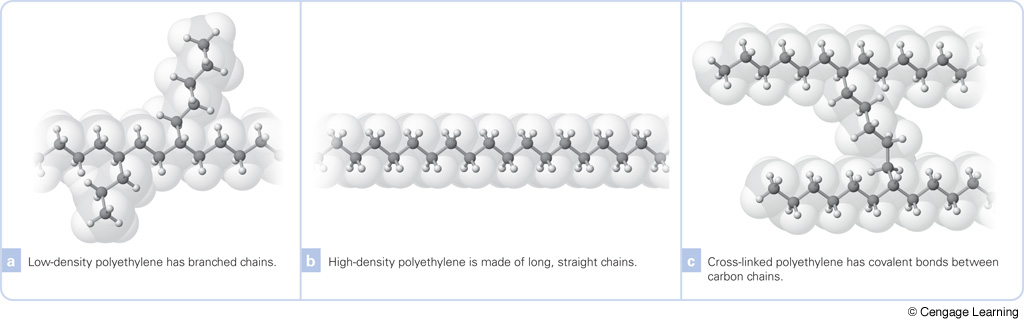 a Low-density polyethylene has branched chains.
b High-density polyethylene is made of long, straight chains.
c Cross-linked polyethylene has covalent bonds between
carbon chains.
© Cengage Learning